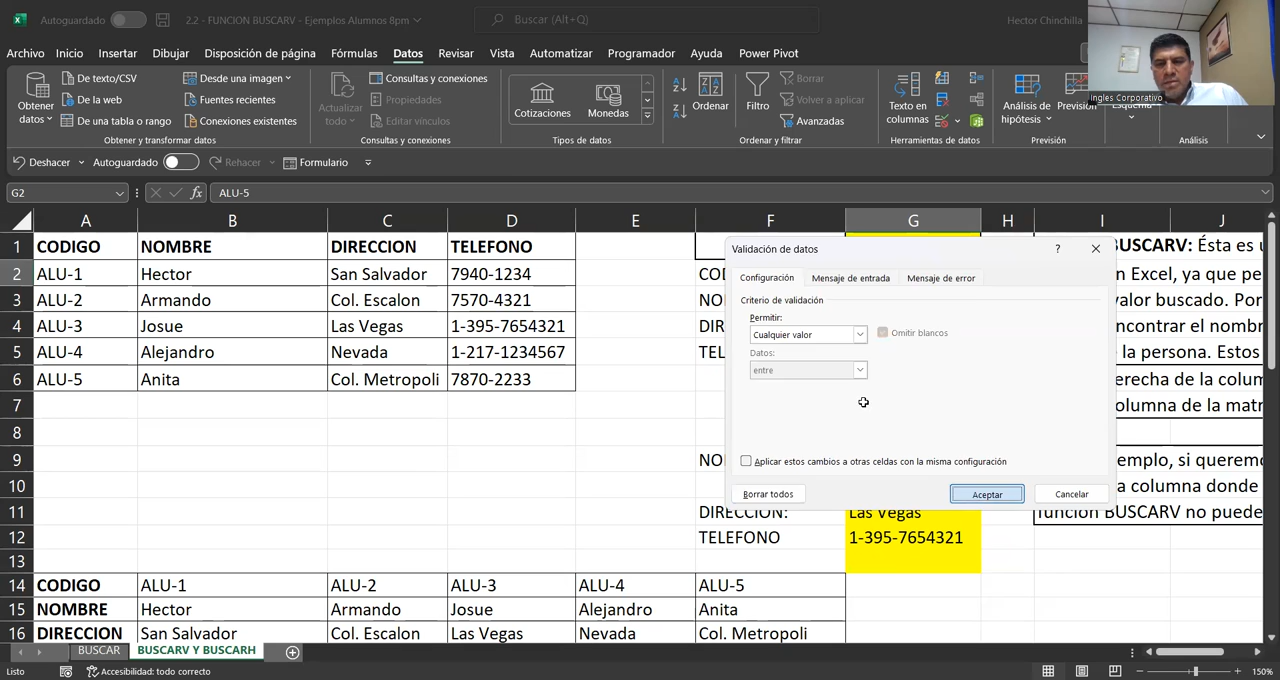 Autoguardado
2.2 - FUNCION BUSCARV - Ejemplos Alumnos 8pm
Buscar (Alt+Q)
Hector Chinchilla
Ingles Corporativo
Archivo Inicio Insertar Dibujar Disposición de página Fórmulas Datos Revisar Vista Automatizar Programador Ayuda Power Pivot
Obtener datos
De texto/CSV
De la web
De una tabla o rango
Desde una imagen
Fuentes recientes
Conexiones existentes
Obtener y transformar datos
Actualizar todo
Consultas y conexiones
Propiedades
Editar vínculos
Consultas y conexiones
Cotizaciones
Monedas
Tipos de datos
Ordenar
Filtro
Borrar
Volver a aplicar
Avanzadas
Ordenar y filtrar
Texto en columnas
Herramientas de datos
Análisis de hipótesis
Previsión
Previsión
Análisis
Deshacer Autoguardado Rehacer Formulario
G2 fx ALU-5
A B C D E F G H I J
1 CODIGO NOMBRE DIRECCION TELEFONO BUSCARV: Ésta es u
2 ALU-1 Hector San Salvador 7940-1234 n Excel, ya que pe
3 ALU-2 Armando Col. Escalon 7570-4321 valor buscado. Por
4 ALU-3 Josue Las Vegas 1-395-7654321 encontrar el nombr
5 ALU-4 Alejandro Nevada 1-217-1234567 e la persona. Estos
6 ALU-5 Anita Col. Metropoli 7870-2233 erecha de la colum
7 columna de la matr
8
9 emplo, si queremo
10 a columna donde
11 DIRECCION: Las Vegas función BUSCARV no puede
12 TELEFONO 1-395-7654321
13
14 CODIGO ALU-1 ALU-2 ALU-3 ALU-4 ALU-5
15 NOMBRE Hector Armando Josue Alejandro Anita
16 DIRECCION San Salvador Col. Escalon Las Vegas Nevada Col. Metropoli
Validación de datos ?
Configuración Mensaje de entrada Mensaje de error
Criterio de validación
Permitir:
Cualquier valor Omitir blancos
Datos:
entre
Aplicar estos cambios a otras celdas con la misma configuración
Borrar todos Aceptar Cancelar
BUSCAR BUSCARV Y BUSCARH
Listo Accesibilidad: todo correcto 150%